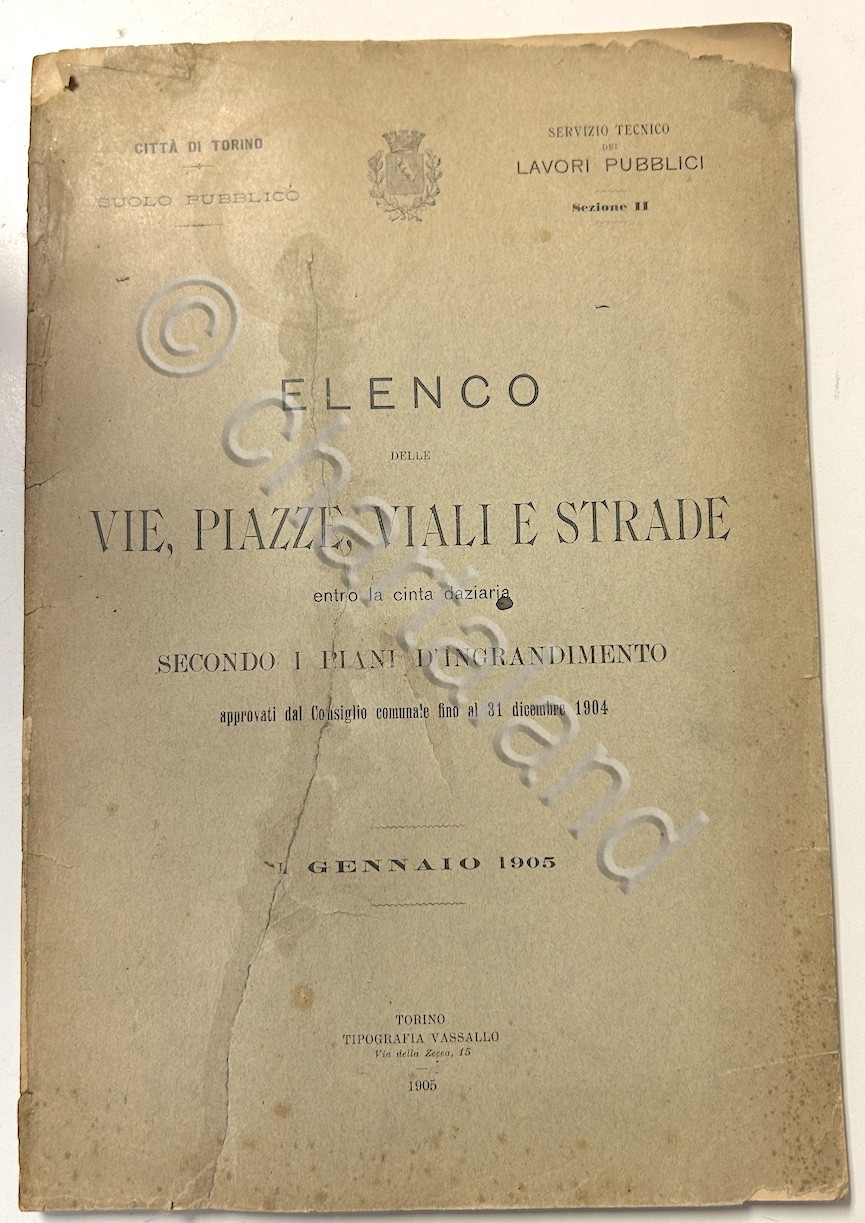 CITTÀ DI TORINO
SUOLO PUBBLICO
SERVIZIO TECNICO
DEI
LAVORI PUBBLICI
Sezione II
ELENCO
DELLE
VIE, PIAZZE, VIALI E STRADE
entro la cinta daziaria
SECONDO I PIANI D'INGRANDIMENTO
approvati dal Consiglio comunale fino al 31 dicembre 1904
GENNAIO 1905
TORINO
TIPOGRAFIA VASSALLO
Via della Zecca, 15
1905
© chartaland